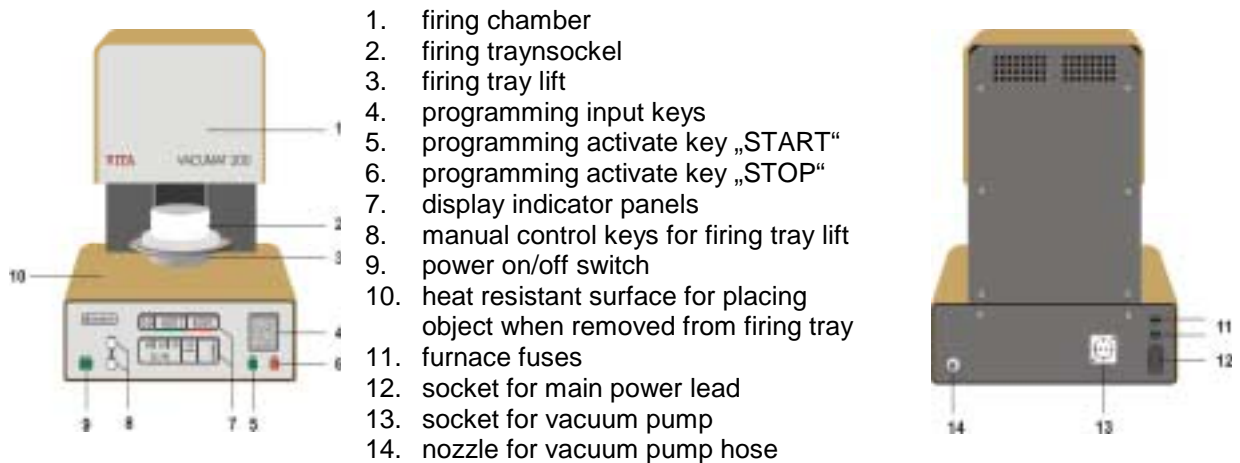 1. firing chamber
2. firing traynsockel
3. firing tray lift
4. programming input keys
5. programming activate key „START“
6. programming activate key „STOP“
7. display indicator panels
8. manual control keys for firing tray lift
9. power on/off switch
10. heat resistant surface for placing
object when removed from firing tray
11. furnace fuses
12. socket for main power lead
13. socket for vacuum pump
14. nozzle for vacuum pump hose
1
VITA VACUMAT 200
2
3
10
4
6
9 8 7 5
11
12
14 13